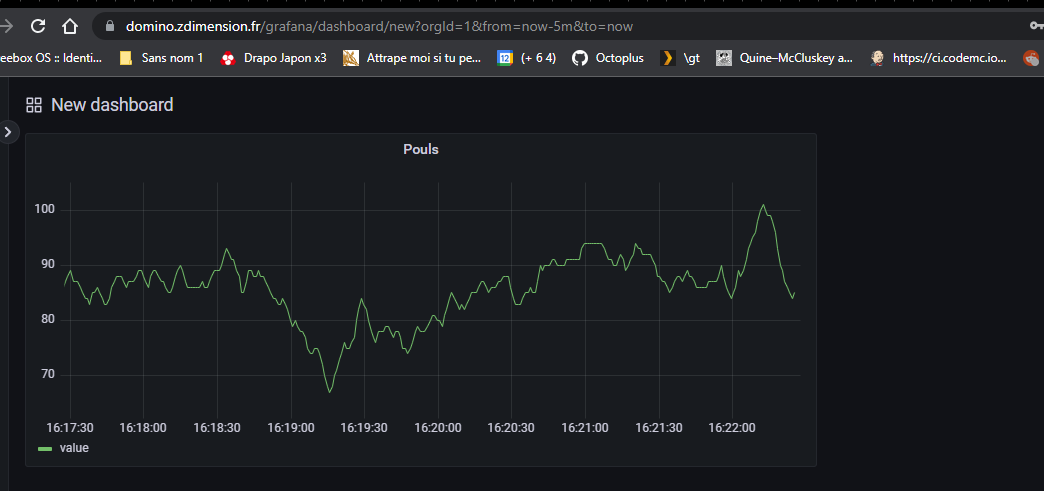 domino.zdimension.fr/grafana/dashboard/new?orgId=1&from=now-5m&to=now
eebox OS :: Identi... Sans nom 1 Drapo Japon x3 Attrape moi si tu pe... 12 (+ 6 4) Octoplus \gt Quine–McCluskey a... https://ci.codemc.io...
New dashboard
Pouls
100
90
80
70
16:17:30 16:18:00 16:18:30 16:19:00 16:19:30 16:20:00 16:20:30 16:21:00 16:21:30 16:22:00
value